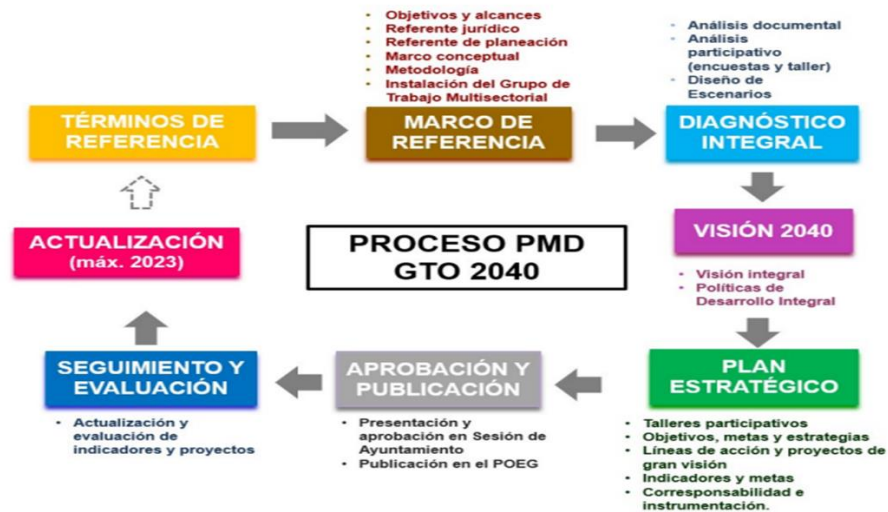 TÉRMINOS DE
REFERENCIA
• Objetivos y alcances
• Referente jurídico
• Referente de planeación
• Marco conceptual
• Metodología
• Instalación del Grupo de
Trabajo Multisectorial
MARCO DE
REFERENCIA
• Análisis documental
• Análisis
participativo
(encuestas y taller)
• Diseño de
Escenarios
DIAGNÓSTICO
INTEGRAL
VISIÓN 2040
• Visión integral
• Políticas de
Desarrollo Integral
PLAN
ESTRATÉGICO
• Talleres participativos
• Objetivos, metas y estrategias
• Líneas de acción y proyectos de
gran visión
• Indicadores y metas
• Corresponsabilidad e
instrumentación.
APROBACIÓN Y
PUBLICACIÓN
• Presentación y
aprobación en Sesión de
Ayuntamiento
• Publicación en el POEG
SEGUIMIENTO Y
EVALUACIÓN
• Actualización y
evaluación de
indicadores y proyectos
ACTUALIZACIÓN
(máx. 2023)
PROCESO PMD
GTO 2040